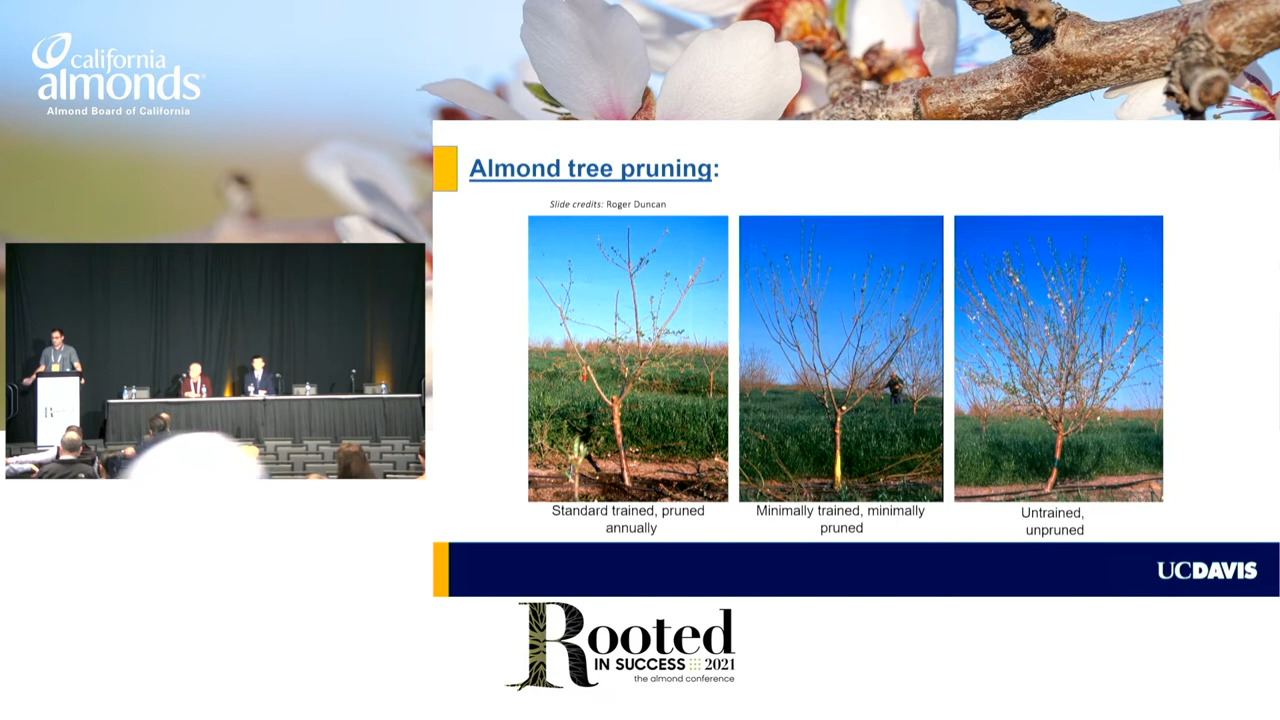 california
almonds
Almond Board of California
Almond tree pruning:
Slide credits: Roger Duncan
Standard trained, pruned
annually
Minimally trained, minimally
pruned
Untrained,
unpruned
UCDAVIS
Rooted
IN SUCCESS 2021
the almond conference